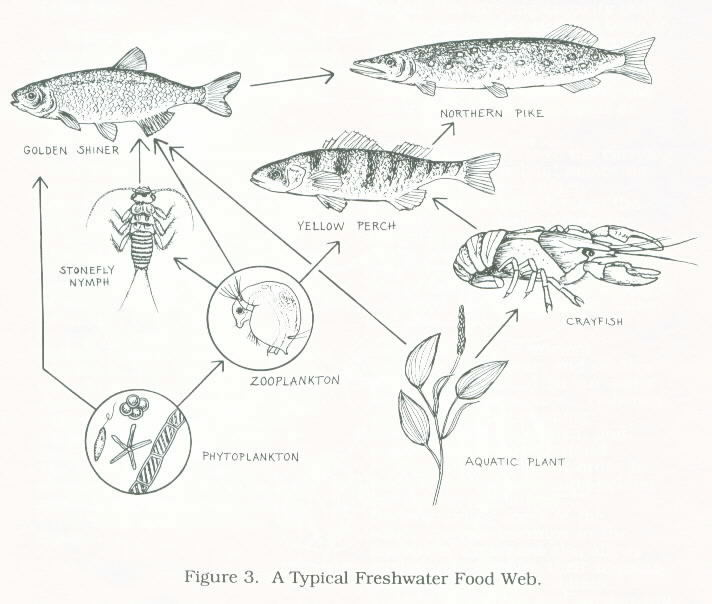 NORTHERN PIKE
GOLDEN SHINER
YELLOW PERCH
STONEFLY
NYMPH
CRAYFISH
ZOOPLANKTON
PHYTOPLANKTON
AQUATIC PLANT
Figure 3. A Typical Freshwater Food Web.